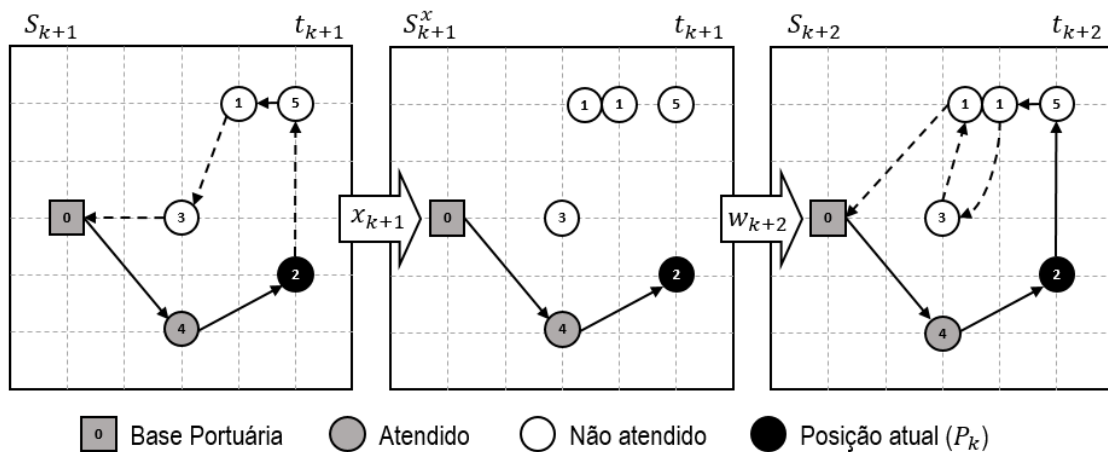 S_{k+1} t_{k+1} S^x_{k+1} t_{k+1} S_{k+2} t_{k+2}
1 5 1 1 5 1 1 5
0 3 x_{k+1} 0 3 w_{k+2} 0 3
2 2 2
4 4 4
0 Base Portuária Atendido Não atendido Posição atual (P_k)